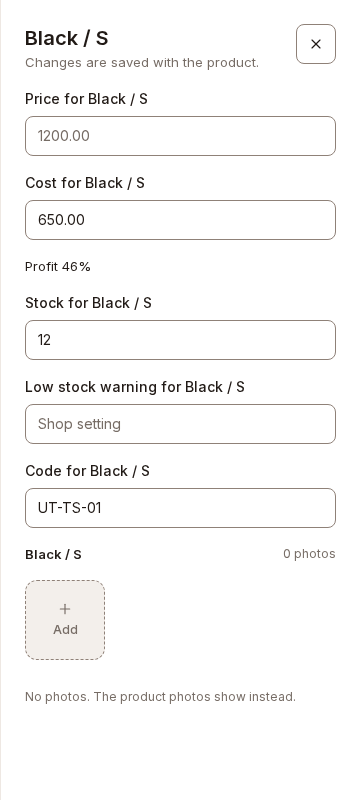 Black / S
Changes are saved with the product.
Price for Black / S
1200.00
Cost for Black / S
650.00
Profit 46%
Stock for Black / S
12
Low stock warning for Black / S
Shop setting
Code for Black / S
UT-TS-01
Black / S 0 photos
Add
No photos. The product photos show instead.